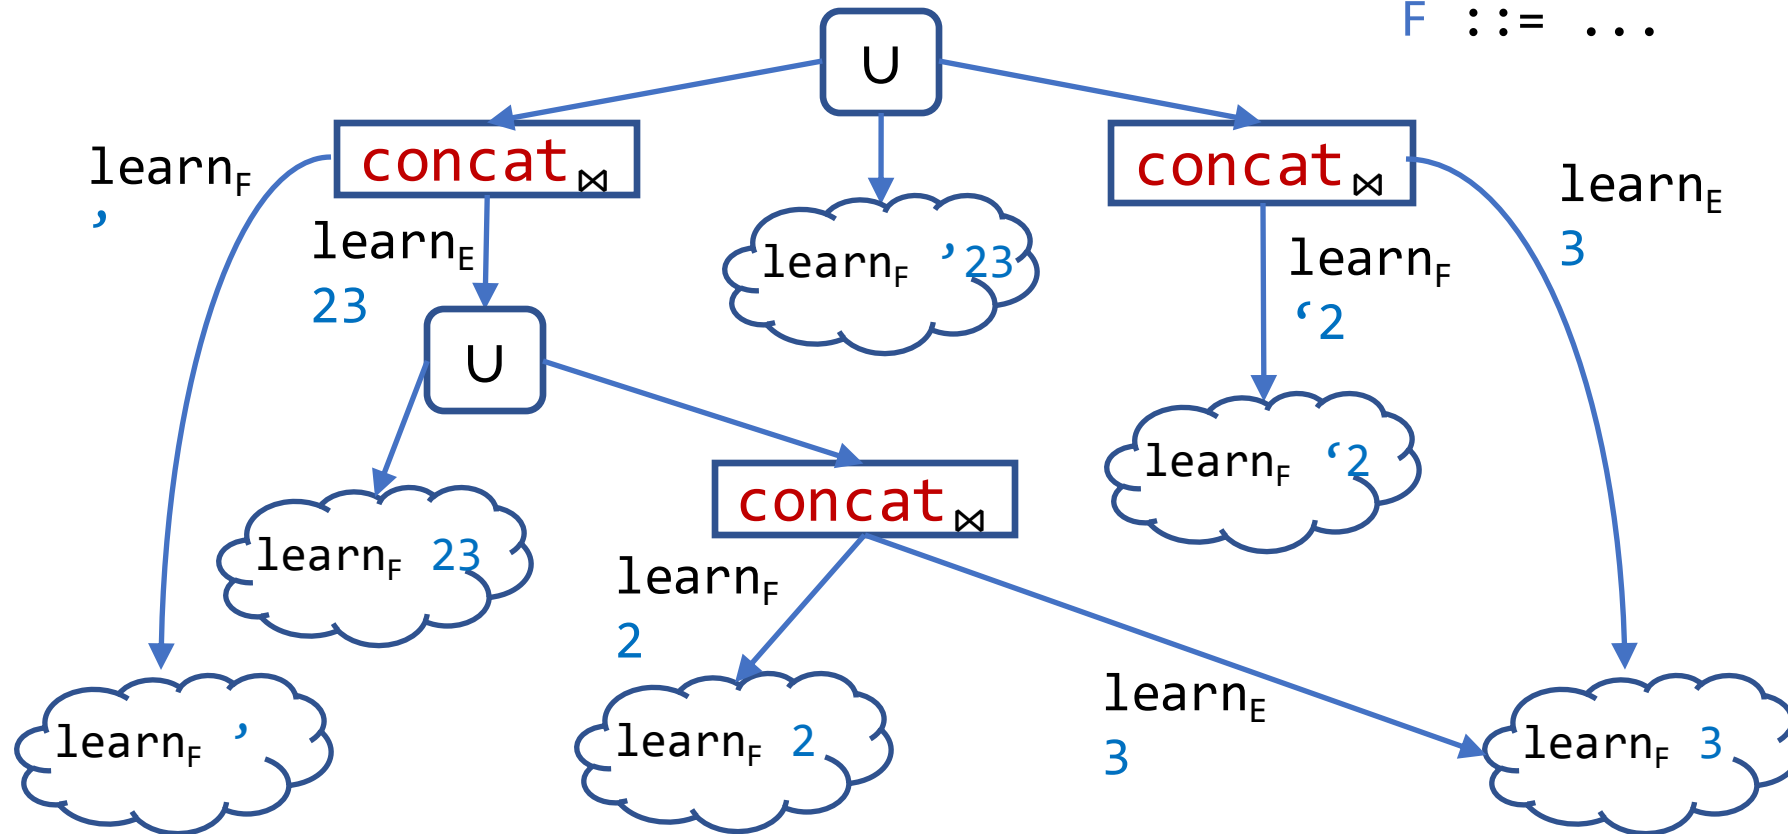 F ::= ...
∪
concat⋈
concat⋈
learnF
’
learnE
23
learnF ’23
learnF
‘2
learnE
3
∪
learnF ‘2
concat⋈
learnF 23
learnF
2
learnE
3
learnF ’
learnF 2
learnF 3